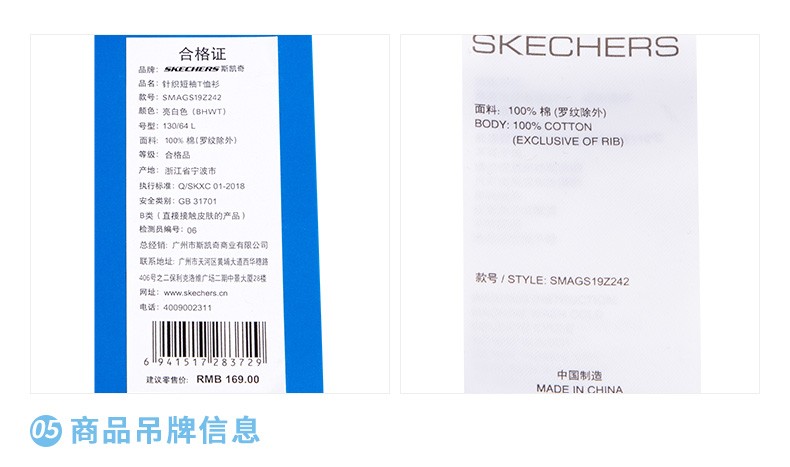 合格证
品牌: SKECHERS斯凯奇
品名: 针织短袖T恤衫
款号: SMAGS19Z242
颜色: 亮白色 (BHWT)
号型: 130/64 L
面料: 100% 棉(罗纹除外)
等级: 合格品
产地: 浙江省宁波市
执行标准: Q/SKXC 01-2018
安全类别: GB 31701
B类 (直接接触皮肤的产品)
检测员编号: 06
总经销: 广州市斯凯奇商业有限公司
联系地址: 广州市天河区黄埔大道西华穗路
406号之二保利克洛维广场二期中景大厦28楼
网址: www.skechers.cn
电话: 4009002311
6 941517 283729
建议零售价: RMB 169.00
SKECHERS
面料: 100% 棉 (罗纹除外)
BODY: 100% COTTON
(EXCLUSIVE OF RIB)
款号 / STYLE: SMAGS19Z242
中国制造
MADE IN CHINA
05 商品吊牌信息